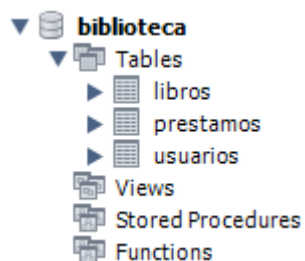 biblioteca
Tables
libros
prestamos
usuarios
Views
Stored Procedures
Functions